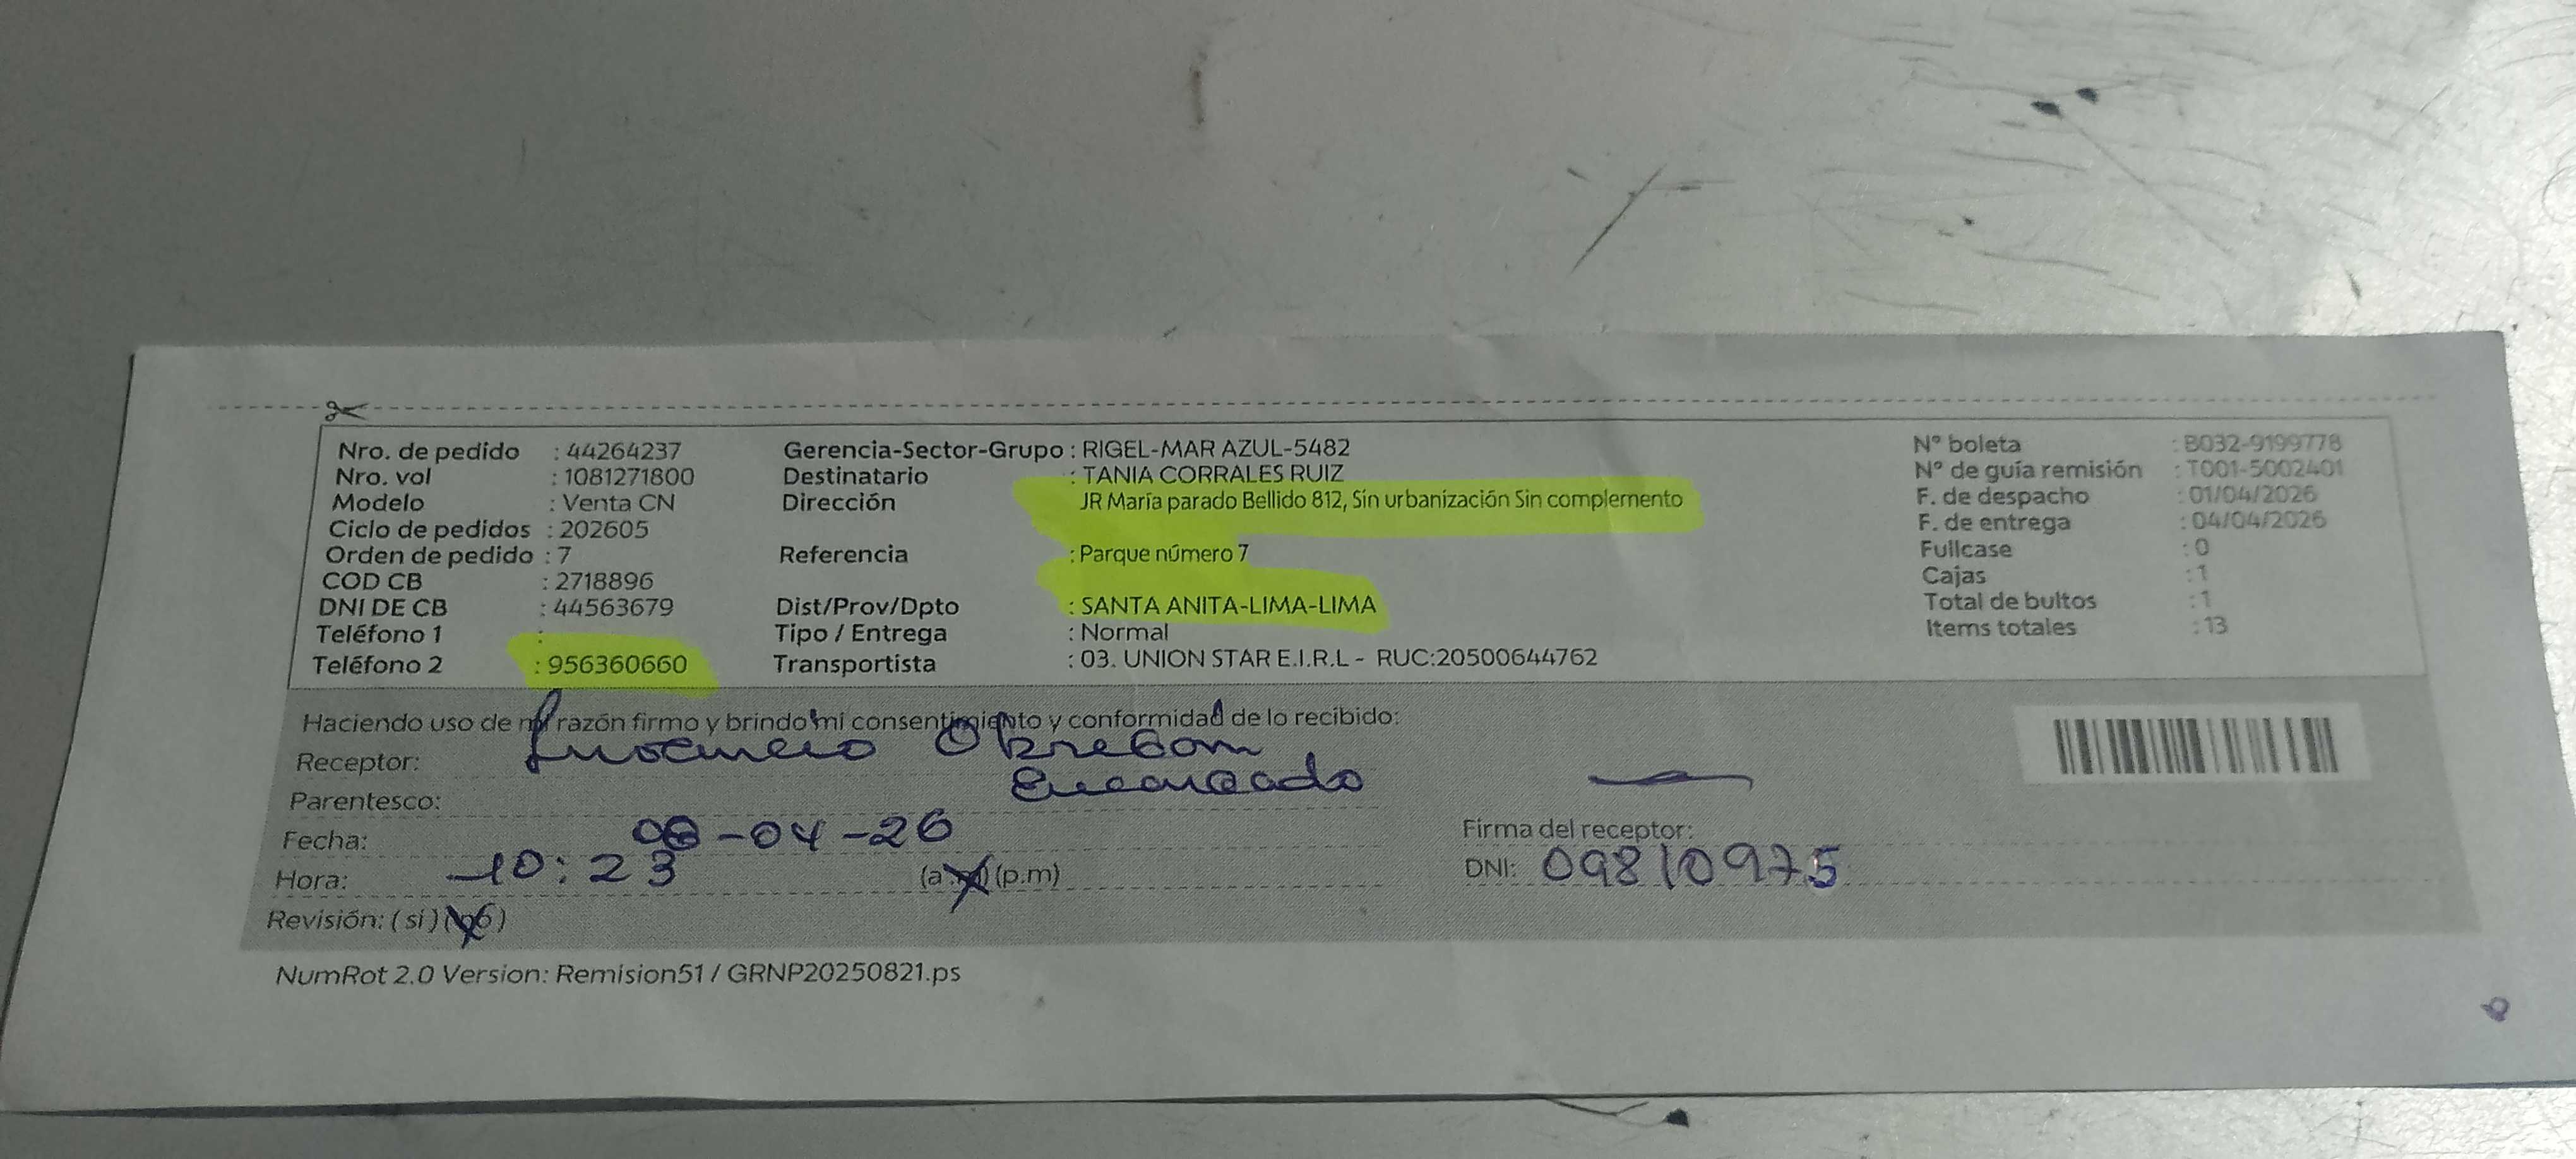 Nro. de pedido : 44264237 Gerencia-Sector-Grupo : RIGEL-MAR AZUL-5482 N° boleta : B032-9199778
Nro. vol : 1081271800 Destinatario : TANIA CORRALES RUIZ N° de guía remisión : T001-5002401
Modelo : Venta CN Dirección JR María parado Bellido 812, Sin urbanización Sin complemento F. de despacho : 01/04/2026
Ciclo de pedidos : 202605 F. de entrega : 04/04/2026
Orden de pedido : 7 Referencia : Parque número 7 Fullcase : 0
COD CB : 2718896 Cajas : 1
DNI DE CB : 44563679 Dist/Prov/Dpto : SANTA ANITA-LIMA-LIMA Total de bultos : 1
Teléfono 1 : Tipo / Entrega : Normal Items totales : 13
Teléfono 2 : 956360660 Transportista : 03. UNION STAR E.I.R.L - RUC:20500644762
Haciendo uso de mi razón firmo y brindo mi consentimiento y conformidad de lo recibido:
Receptor:
Parentesco: Encargado
Fecha: -04-26
Firma del receptor:
Hora: 10:23 (a.m) (p.m) DNI: 09810975
Revisión: (si) (no)
NumRot 2.0 Version: Remision51 / GRNP20250821.ps